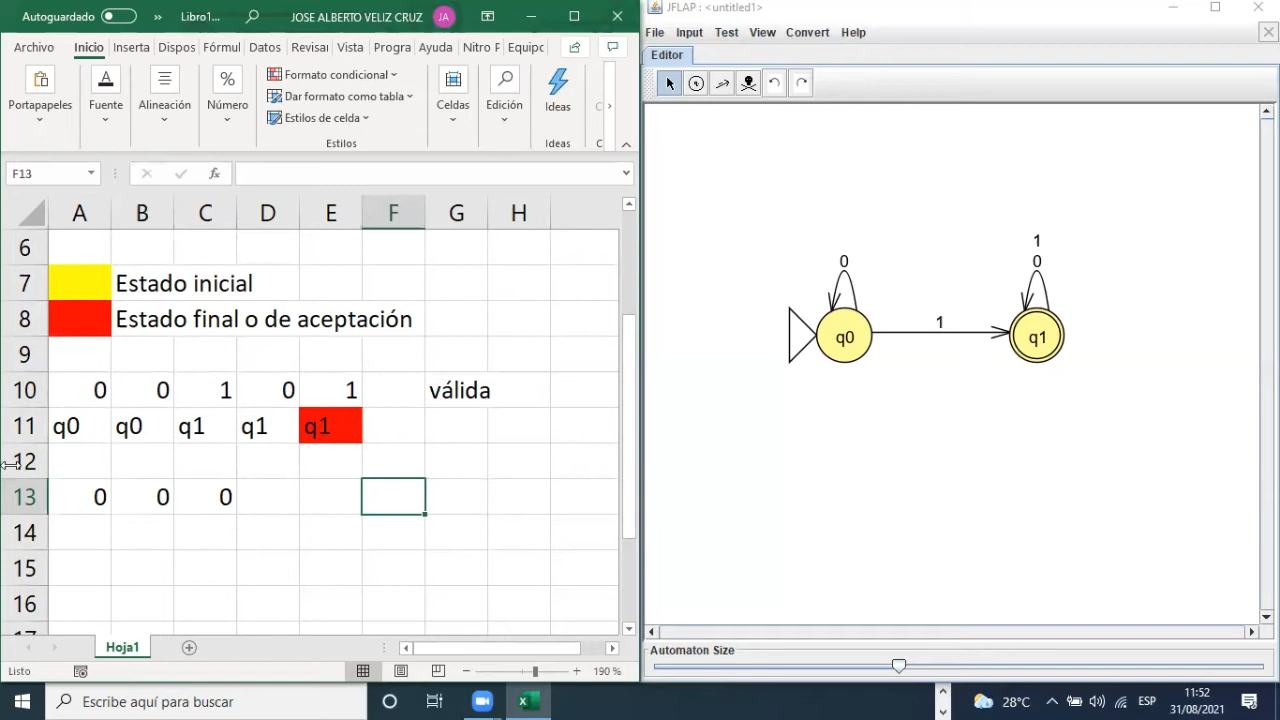 Autoguardado
Libro1...
JOSE ALBERTO VELIZ CRUZ
JA
Archivo Inicio Inserta Dispos Fórmul Datos Revisar Vista Progra Ayuda Nitro P Equipo
Portapapeles
Fuente
Alineación
%
Número
Formato condicional
Dar formato como tabla
Estilos de celda
Estilos
Celdas
Edición
Ideas
Ideas
F13
fx
A B C D E F G H
6
7 Estado inicial
8 Estado final o de aceptación
9
10 0 0 1 0 1 válida
11 q0 q0 q1 q1 q1
12
13 0 0 0
14
15
16
Hoja1
Listo
190 %
JFLAP : <untitled1>
File Input Test View Convert Help
Editor
1
0 0
1
q0 q1
Automaton Size
Escribe aquí para buscar
28°C
ESP
11:52
31/08/2021